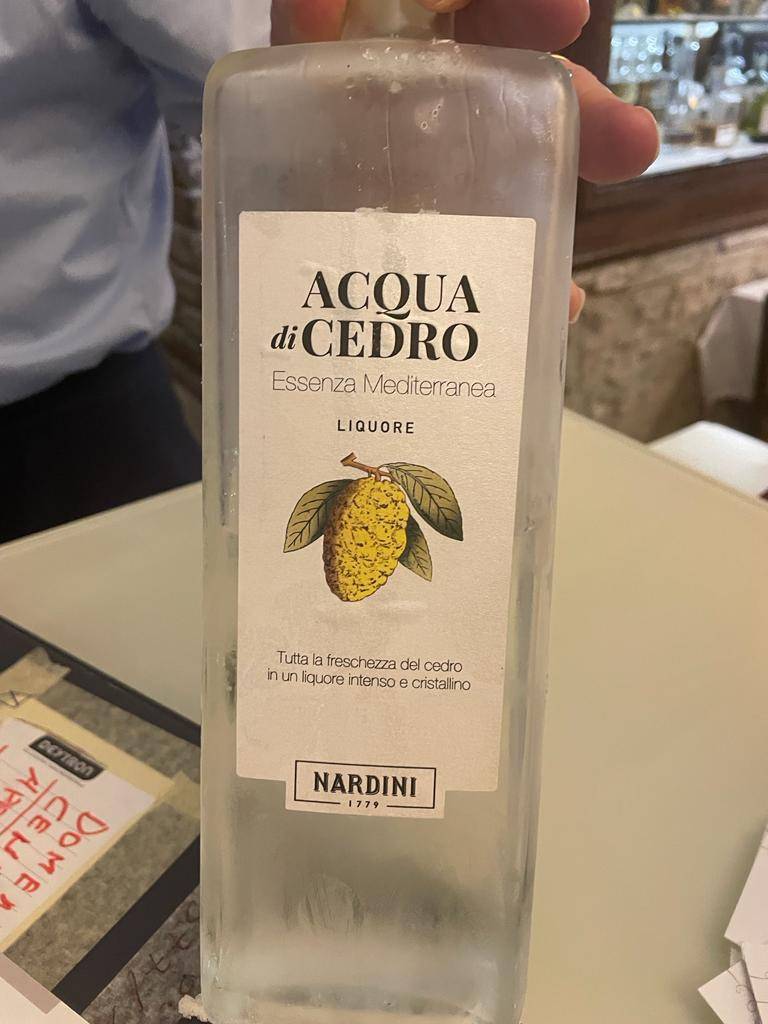 ACQUA
di CEDRO
Essenza Mediterranea
LIQUORE
Tutta la freschezza del cedro
in un liquore intenso e cristallino
NARDINI
1779